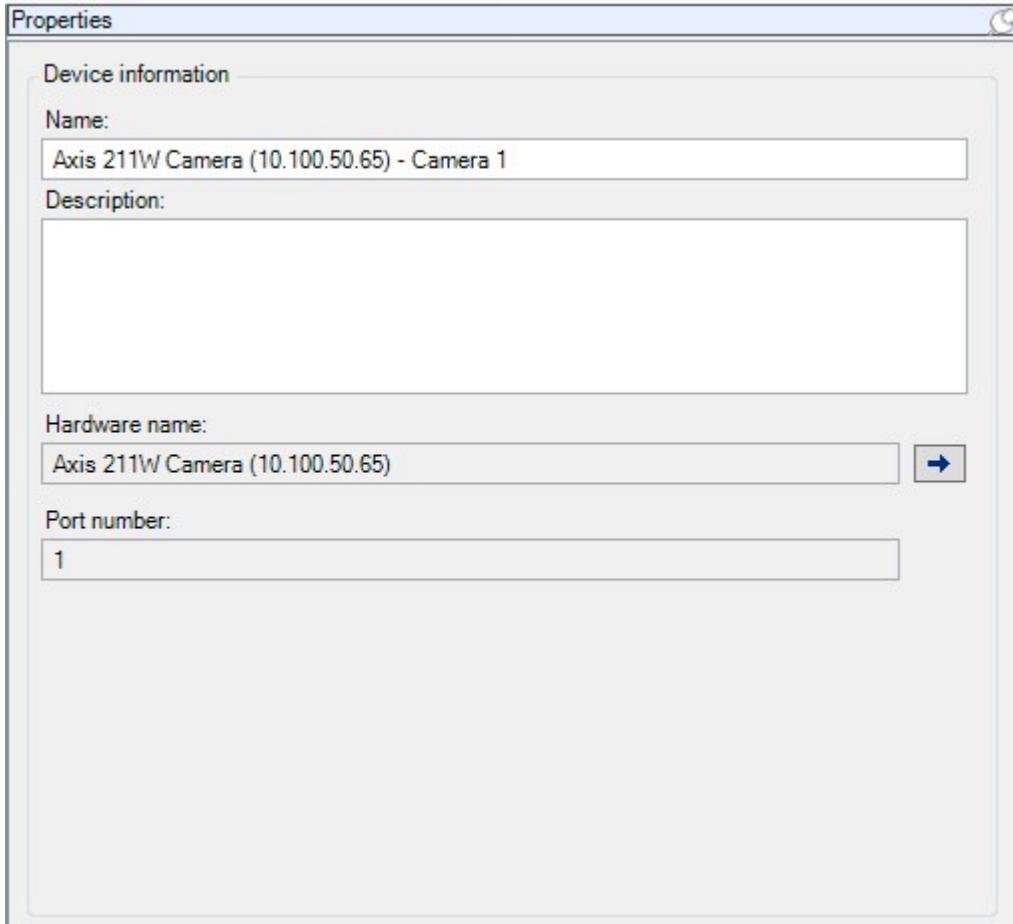 Properties
Device information
Name:
Axis 211W Camera (10.100.50.65) - Camera 1
Description:
Hardware name:
Axis 211W Camera (10.100.50.65)
Port number:
1